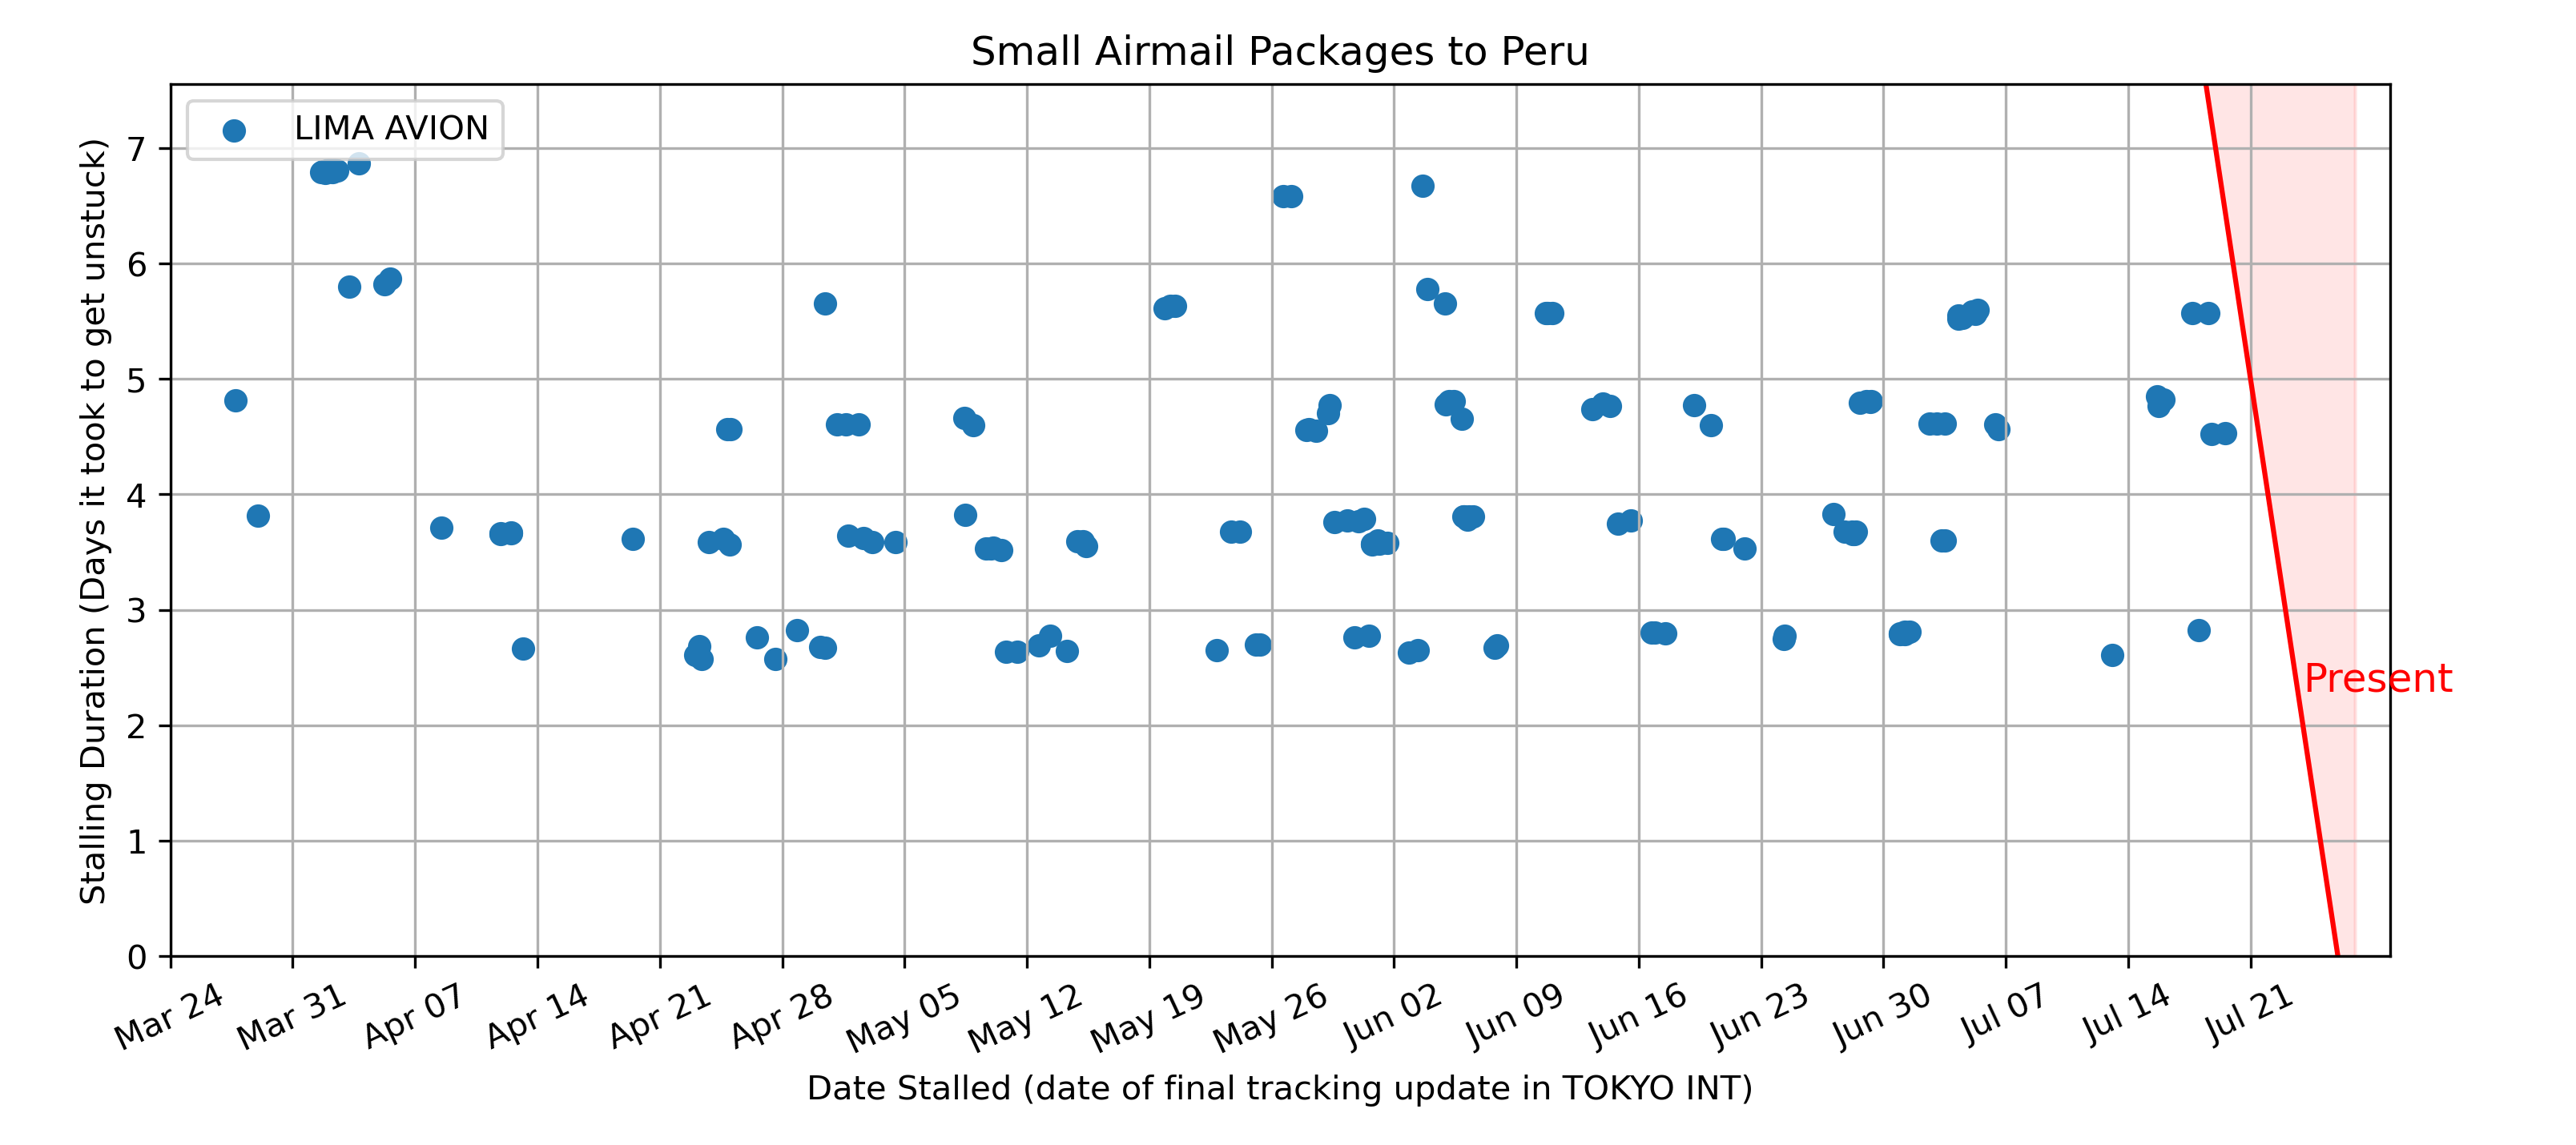 Small Airmail Packages to Peru
LIMA AVION
Stalling Duration (Days it took to get unstuck)
7
6
5
4
3
2
1
0
Present
Mar 24
Mar 31
Apr 07
Apr 14
Apr 21
Apr 28
May 05
May 12
May 19
May 26
Jun 02
Jun 09
Jun 16
Jun 23
Jun 30
Jul 07
Jul 14
Jul 21
Date Stalled (date of final tracking update in TOKYO INT)